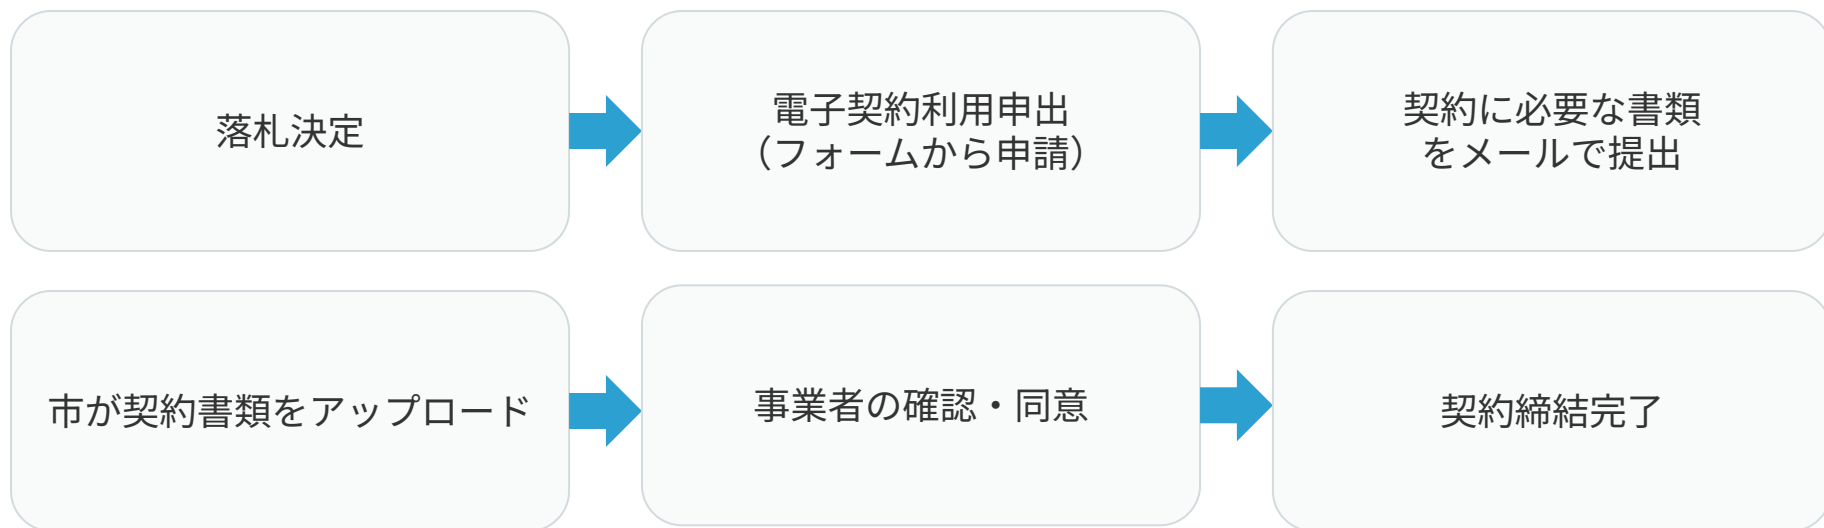 落札決定
電子契約利用申出
（フォームから申請）
契約に必要な書類
をメールで提出
市が契約書類をアップロード
事業者の確認・同意
契約締結完了